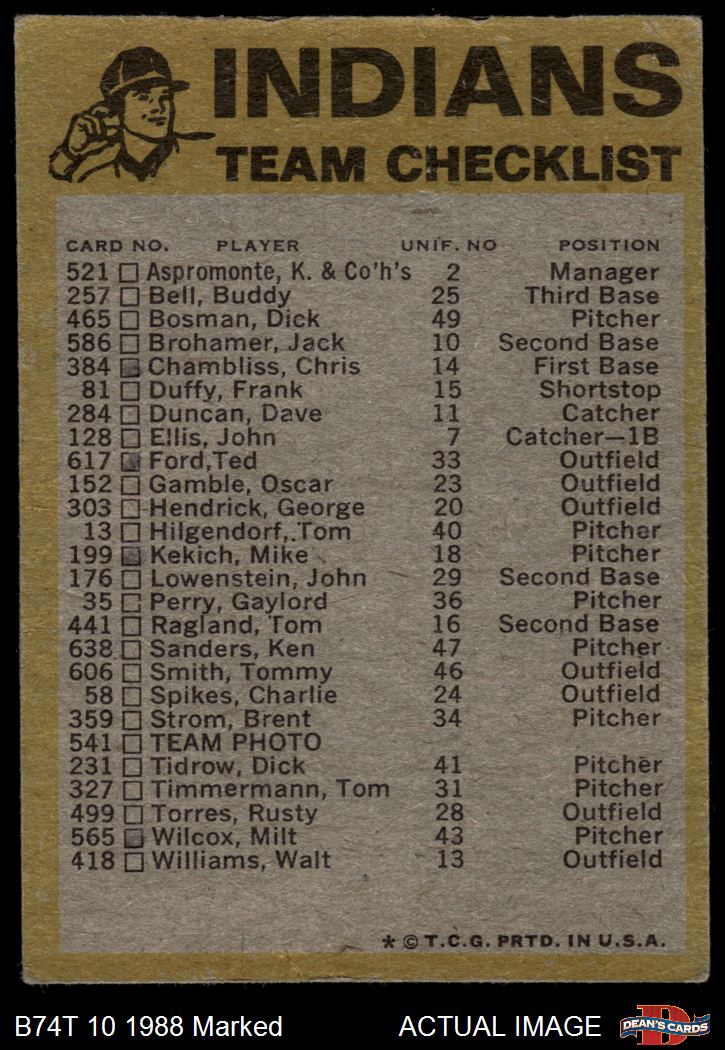 INDIANS
TEAM CHECKLIST
CARD NO. PLAYER UNIF. NO POSITION
521 Aspromonte, K. & Co'h's 2 Manager
257 Bell, Buddy 25 Third Base
465 Bosman, Dick 49 Pitcher
586 Brohamer, Jack 10 Second Base
384 Chambliss, Chris 14 First Base
81 Duffy, Frank 15 Shortstop
284 Duncan, Dave 11 Catcher
128 Ellis, John 7 Catcher—1B
617 Ford,Ted 33 Outfield
152 Gamble, Oscar 23 Outfield
303 Hendrick, George 20 Outfield
13 Hilgendorf, Tom 40 Pitcher
199 Kekich, Mike 18 Pitcher
176 Lowenstein, John 29 Second Base
35 Perry, Gaylord 36 Pitcher
441 Ragland, Tom 16 Second Base
638 Sanders, Ken 47 Pitcher
606 Smith, Tommy 46 Outfield
58 Spikes, Charlie 24 Outfield
359 Strom, Brent 34 Pitcher
541 TEAM PHOTO
231 Tidrow, Dick 41 Pitcher
327 Timmermann, Tom 31 Pitcher
499 Torres, Rusty 28 Outfield
565 Wilcox, Milt 43 Pitcher
418 Williams, Walt 13 Outfield
* © T.C.G. PRTD. IN U.S.A.
B74T 10 1988 Marked ACTUAL IMAGE D DEAN'S CARDS